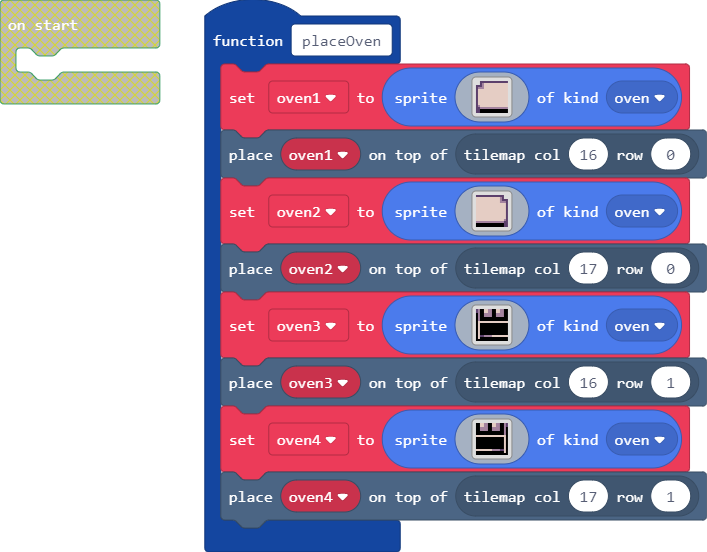 on start
function placeOven
set oven1 to sprite of kind oven
place oven1 on top of tilemap col 16 row 0
set oven2 to sprite of kind oven
place oven2 on top of tilemap col 17 row 0
set oven3 to sprite of kind oven
place oven3 on top of tilemap col 16 row 1
set oven4 to sprite of kind oven
place oven4 on top of tilemap col 17 row 1